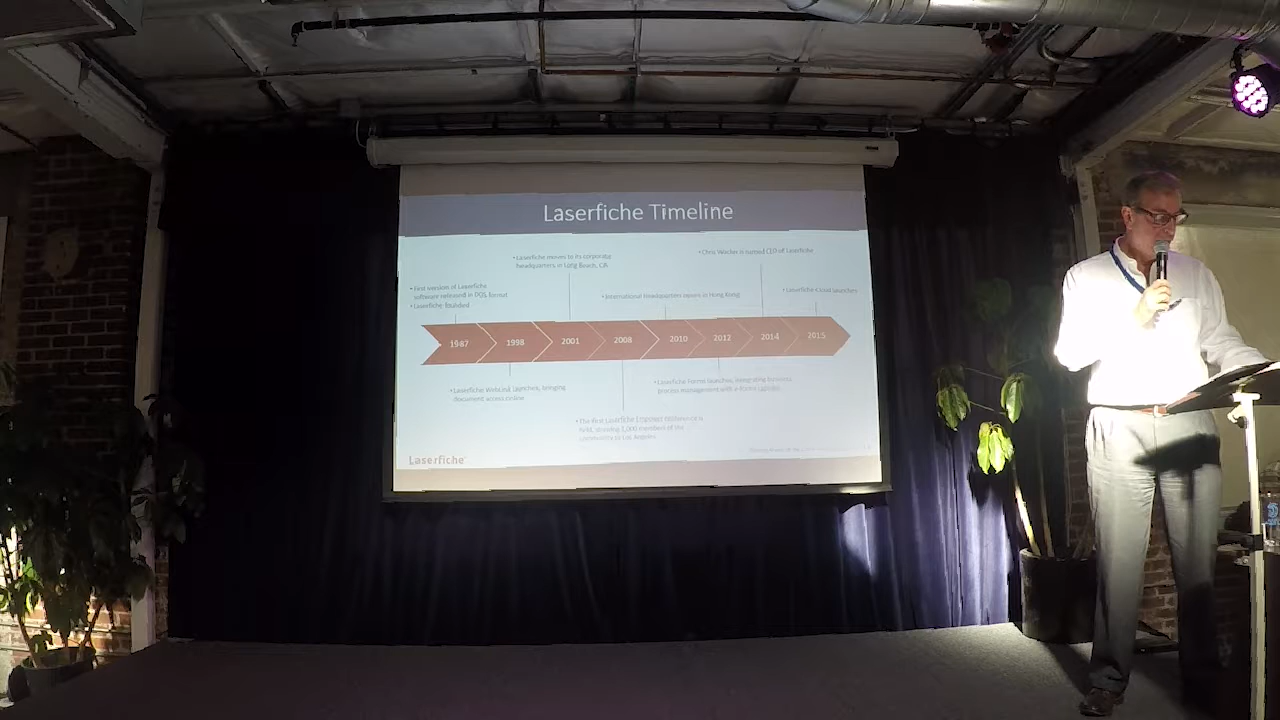 Laserfiche Timeline
• Laserfiche moves to its corporate
headquarters in Long Beach, CA
• Chris Wacker is named CEO of Laserfiche
• First version of Laserfiche
software released in DOS format
• Laserfiche founded
• International Headquarters opens in Hong Kong
• Laserfiche Cloud launches
1987 1998 2001 2008 2010 2012 2014 2015
• Laserfiche WebLink launches, bringing
document access online
• Laserfiche Forms launches, integrating business
process management with e-forms
• The first Laserfiche Empower conference is
held, drawing 1,000 members of the
community to Los Angeles
Laserfiche